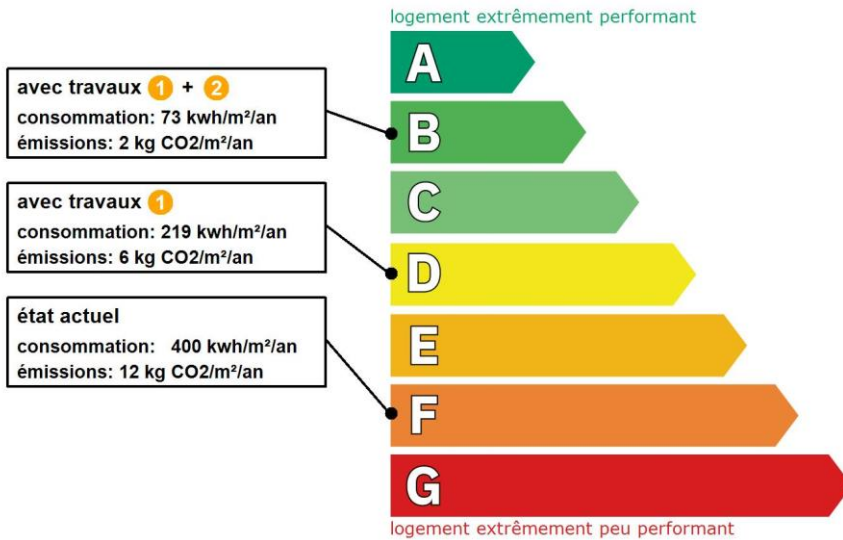 logement extrêmement performant
A
avec travaux 1 + 2
consommation: 73 kwh/m²/an
émissions: 2 kg CO2/m²/an
B
C
avec travaux 1
consommation: 219 kwh/m²/an
émissions: 6 kg CO2/m²/an
D
état actuel
consommation: 400 kwh/m²/an
émissions: 12 kg CO2/m²/an
E
F
G
logement extrêmement peu performant